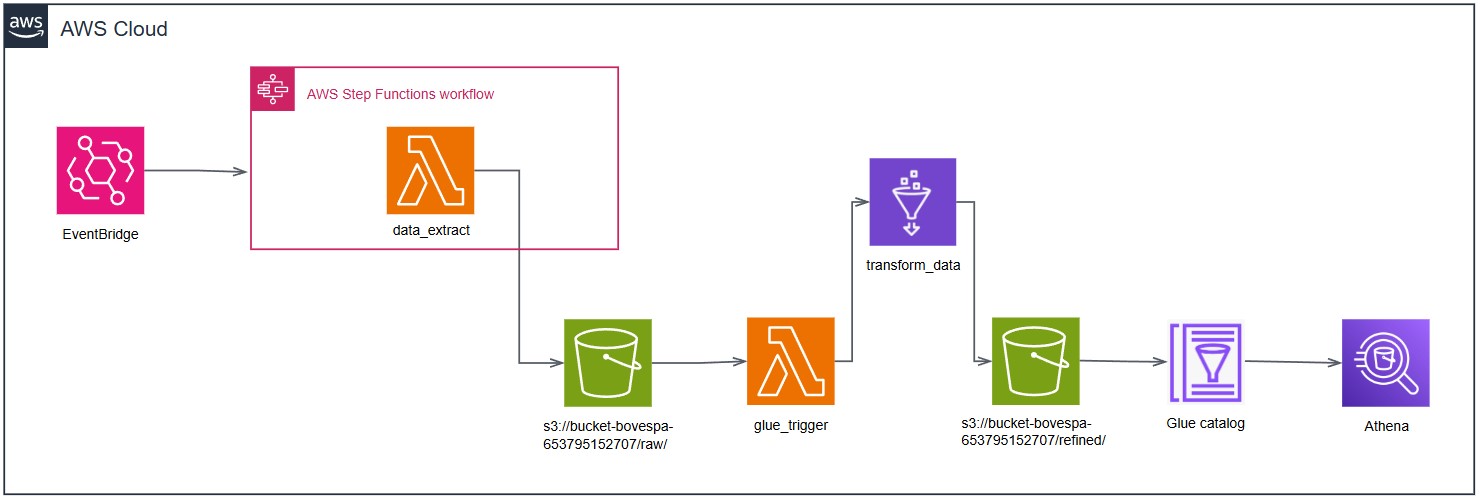 aws
AWS Cloud
AWS Step Functions workflow
EventBridge
data_extract
transform_data
s3://bucket-bovespa-
653795152707/raw/
glue_trigger
s3://bucket-bovespa-
653795152707/refined/
Glue catalog
Athena